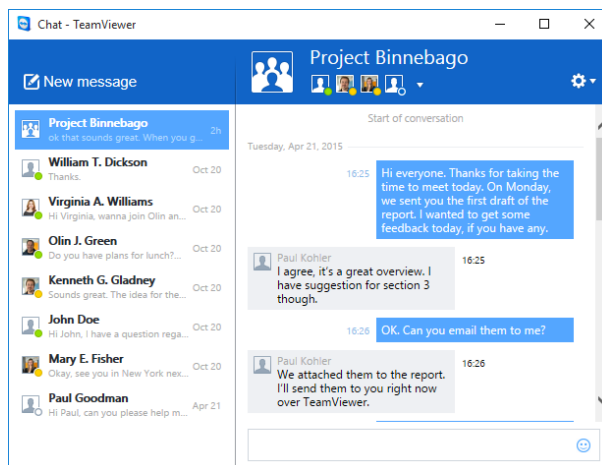 Chat - TeamViewer
New message
Project Binnebago
Project Binnebago
ok that sounds great. When you g...
2h
William T. Dickson
Thanks.
Oct 20
Virginia A. Williams
Hi Virginia, wanna join Olin an...
Oct 20
Olin J. Green
Do you have plans for lunch?...
Oct 20
Kenneth G. Gladney
Sounds great. The idea for the...
Oct 20
John Doe
Hi John, I have a question rega...
Oct 20
Mary E. Fisher
Okay, see you in New York nex...
Oct 20
Paul Goodman
Hi Paul, can you please help m...
Apr 21
Start of conversation
Tuesday, Apr 21, 2015
16:25
Hi everyone. Thanks for taking the
time to meet today. On Monday,
we sent you the first draft of the
report. I wanted to get some
feedback today, if you have any.
Paul Kohler
I agree, it's a great overview. I
have suggestion for section 3
though.
16:25
16:26
OK. Can you email them to me?
Paul Kohler
We attached them to the report.
I'll send them to you right now
over TeamViewer.
16:26